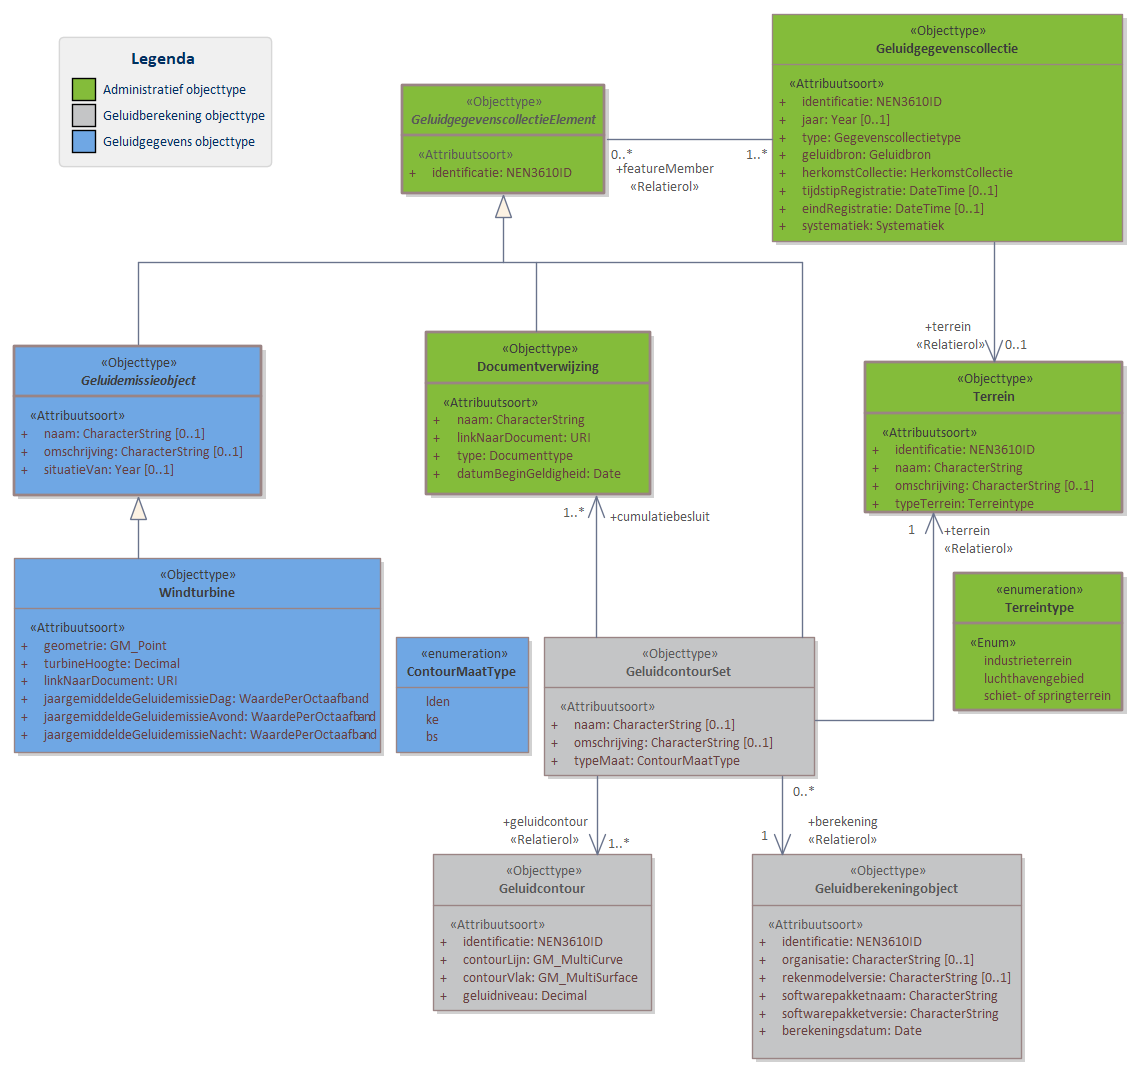 Legenda
Administratief objecttype
Geluidberekening objecttype
Geluidgegevens objecttype
«Objecttype»
Geluidgegevenscollectie
«Attribuutsoort»
+ identificatie: NEN3610ID
+ jaar: Year [0..1]
+ type: Gegevenscollectietype
+ geluidbron: Geluidbron
+ herkomstCollectie: HerkomstCollectie
+ tijdstipRegistratie: DateTime [0..1]
+ eindRegistratie: DateTime [0..1]
+ systematiek: Systematiek
«Objecttype»
GeluidgegevenscollectieElement
«Attribuutsoort»
+ identificatie: NEN3610ID
0..*
1..*
+featureMember
«Relatierol»
+terrein
«Relatierol»
0..1
«Objecttype»
Geluidemissieobject
«Attribuutsoort»
+ naam: CharacterString [0..1]
+ omschrijving: CharacterString [0..1]
+ situatieVan: Year [0..1]
«Objecttype»
Documentverwijzing
«Attribuutsoort»
+ naam: CharacterString
+ linkNaarDocument: URI
+ type: Documenttype
+ datumBeginGeldigheid: Date
«Objecttype»
Terrein
«Attribuutsoort»
+ identificatie: NEN3610ID
+ naam: CharacterString
+ omschrijving: CharacterString [0..1]
+ typeTerrein: Terreintype
1..*
+cumulatiebesluit
1
+terrein
«Relatierol»
«Objecttype»
Windturbine
«Attribuutsoort»
+ geometrie: GM_Point
+ turbineHoogte: Decimal
+ linkNaarDocument: URI
+ jaargemiddeldeGeluidemissieDag: WaardePerOctaafband
+ jaargemiddeldeGeluidemissieAvond: WaardePerOctaafband
+ jaargemiddeldeGeluidemissieNacht: WaardePerOctaafband
«enumeration»
ContourMaatType
lden
ke
bs
«Objecttype»
GeluidcontourSet
«Attribuutsoort»
+ naam: CharacterString [0..1]
+ omschrijving: CharacterString [0..1]
+ typeMaat: ContourMaatType
«enumeration»
Terreintype
«Enum»
industrieterrein
luchthavengebied
schiet- of springterrein
+geluidcontour
«Relatierol»
1..*
0..*
+berekening
1
«Relatierol»
«Objecttype»
Geluidcontour
«Attribuutsoort»
+ identificatie: NEN3610ID
+ contourLijn: GM_MultiCurve
+ contourVlak: GM_MultiSurface
+ geluidniveau: Decimal
«Objecttype»
Geluidberekeningobject
«Attribuutsoort»
+ identificatie: NEN3610ID
+ organisatie: CharacterString [0..1]
+ rekenmodelversie: CharacterString [0..1]
+ softwarepakketnaam: CharacterString
+ softwarepakketversie: CharacterString
+ berekeningsdatum: Date